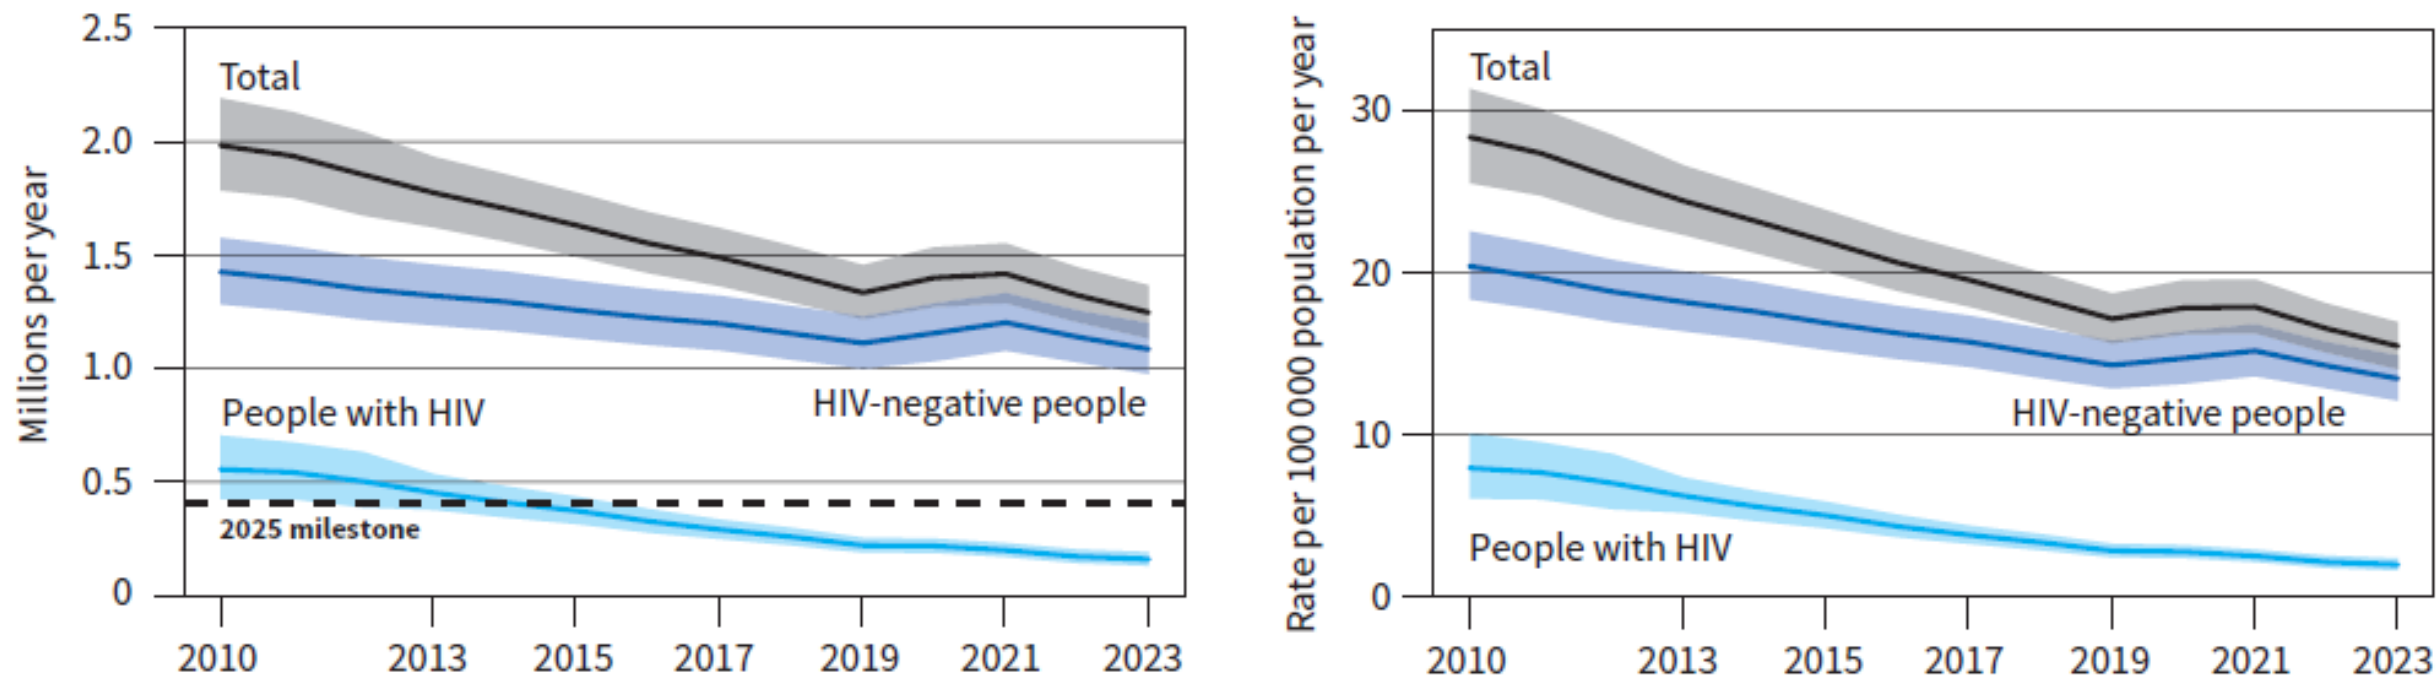 Millions per year
2.5
2.0
1.5
1.0
0.5
0
Total
People with HIV
HIV-negative people
2025 milestone
2010 2013 2015 2017 2019 2021 2023
Rate per 100 000 population per year
30
20
10
0
Total
HIV-negative people
People with HIV
2010 2013 2015 2017 2019 2021 2023